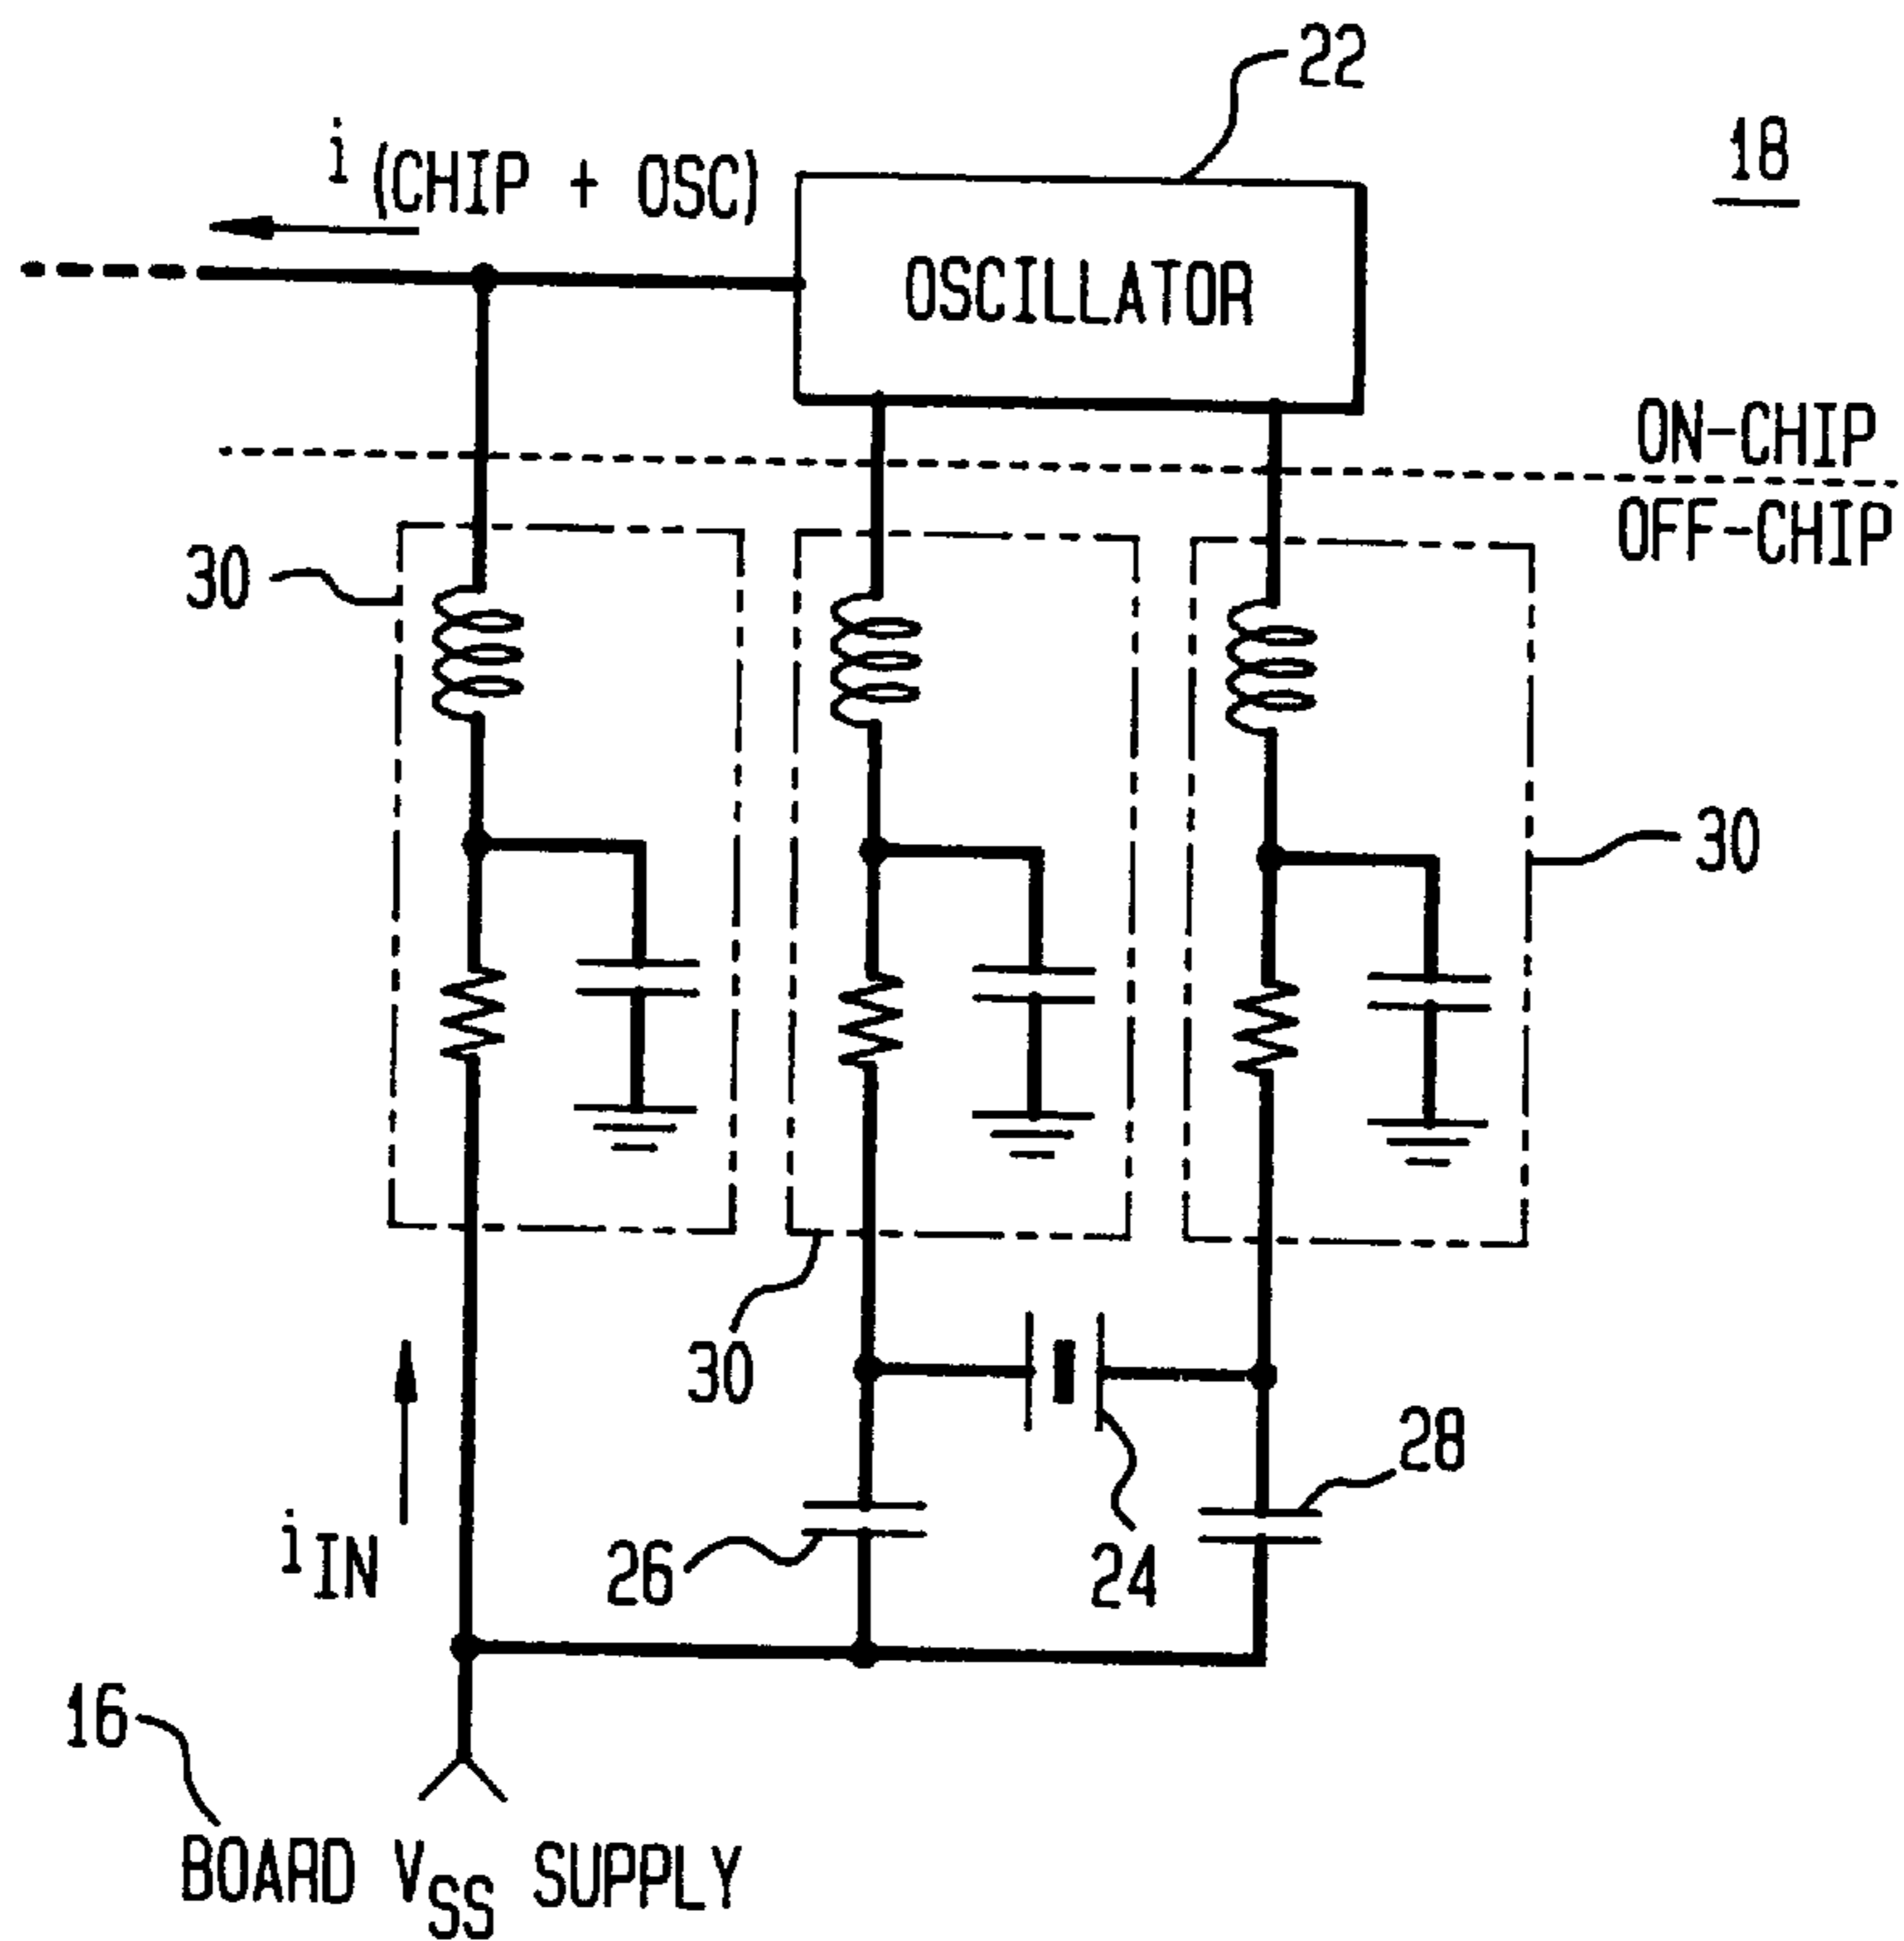 22
18
i (CHIP + OSC)
OSCILLATOR
ON-CHIP
OFF-CHIP
30
30
30
28
26
24
i IN
16
BOARD VSS SUPPLY